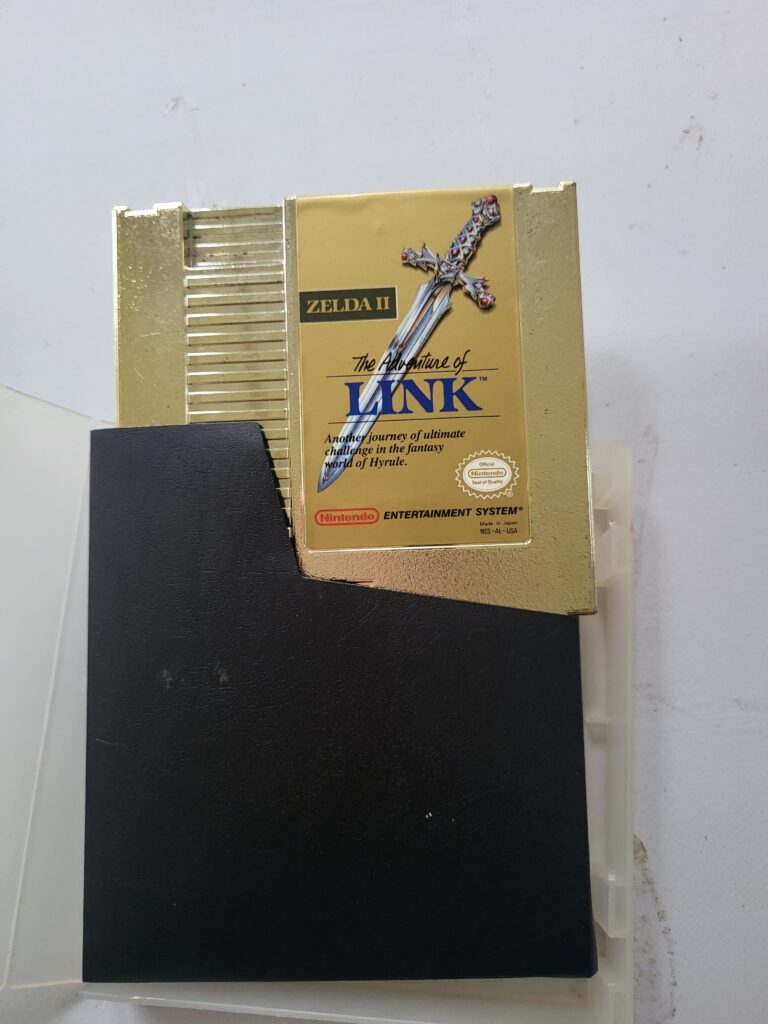 ZELDA II
The Adventure of
LINK™
Another journey of ultimate
challenge in the fantasy
world of Hyrule.
Official
Nintendo
Seal of Quality
Nintendo ENTERTAINMENT SYSTEM®
Made in Japan
NES-AL-USA